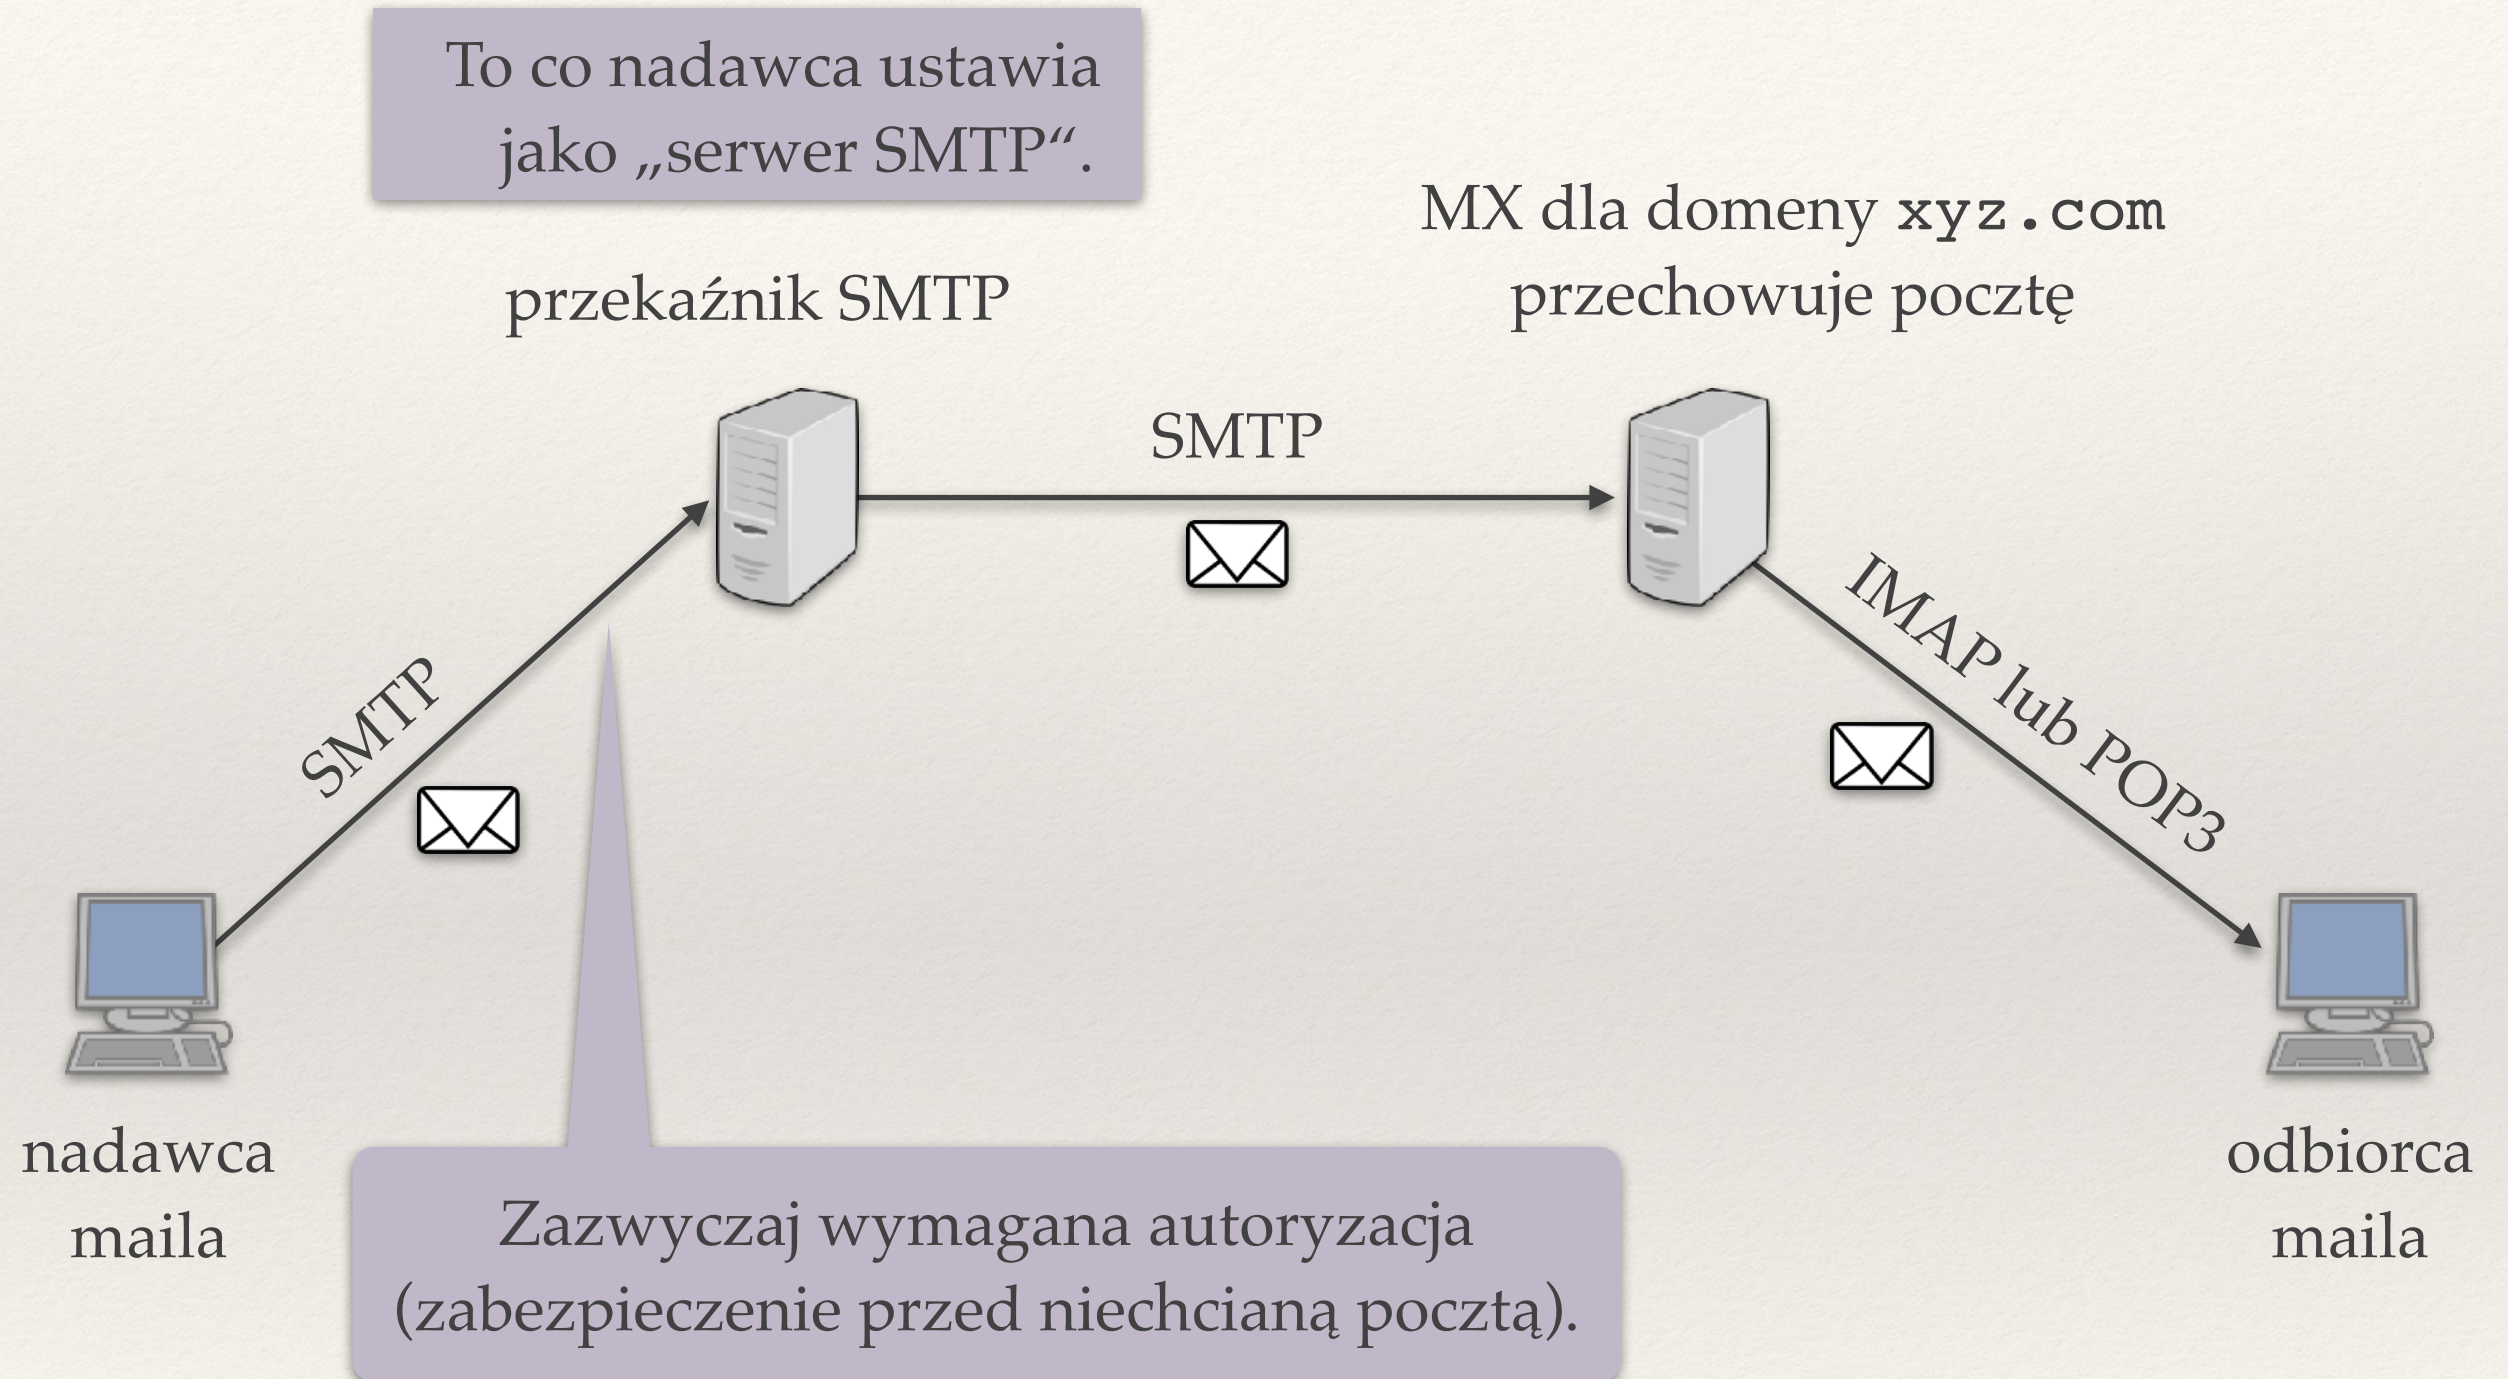 To co nadawca ustawia
jako „serwer SMTP“.
MX dla domeny xyz.com
przechowuje pocztę
przekaźnik SMTP
SMTP
SMTP
IMAP lub POP3
nadawca
maila
odbiorca
maila
Zazwyczaj wymagana autoryzacja
(zabezpieczenie przed niechcianą pocztą).